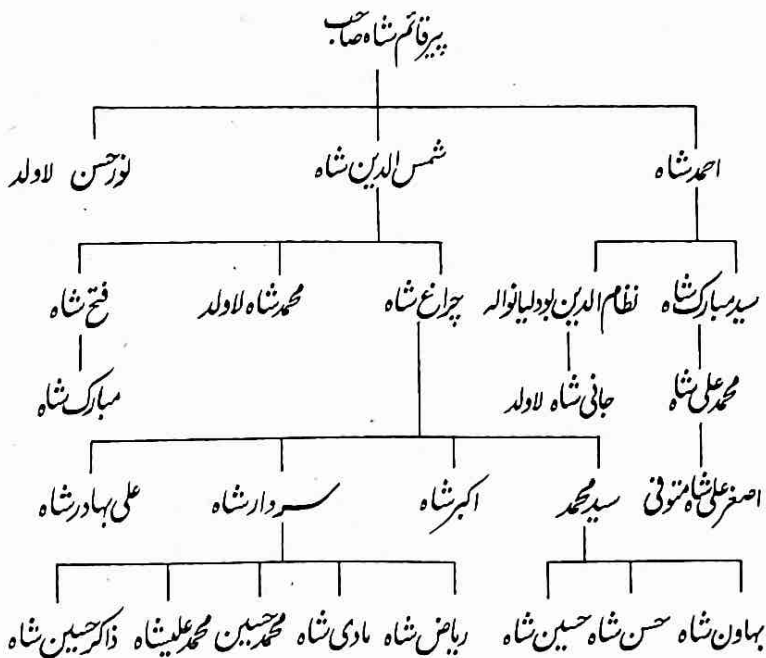 پیر قائم شاہ صاحب
احمد شاہ شمس الدین شاہ نور حسن لاولد
سید مبارک شاہ نظام الدین بودلیانوالہ چراغ شاہ محمد شاہ لاولد فتح شاہ
محمد علی شاہ جانی شاہ لاولد مبارک شاہ
اصغر علی شاہ متوفی سید محمد اکبر شاہ سردار شاہ علی بہادر شاہ
بہاون شاہ حسن شاہ حسین شاہ ریاض شاہ ہادی شاہ محمد حسین محمد علیشاہ ذاکر حسین شاہ